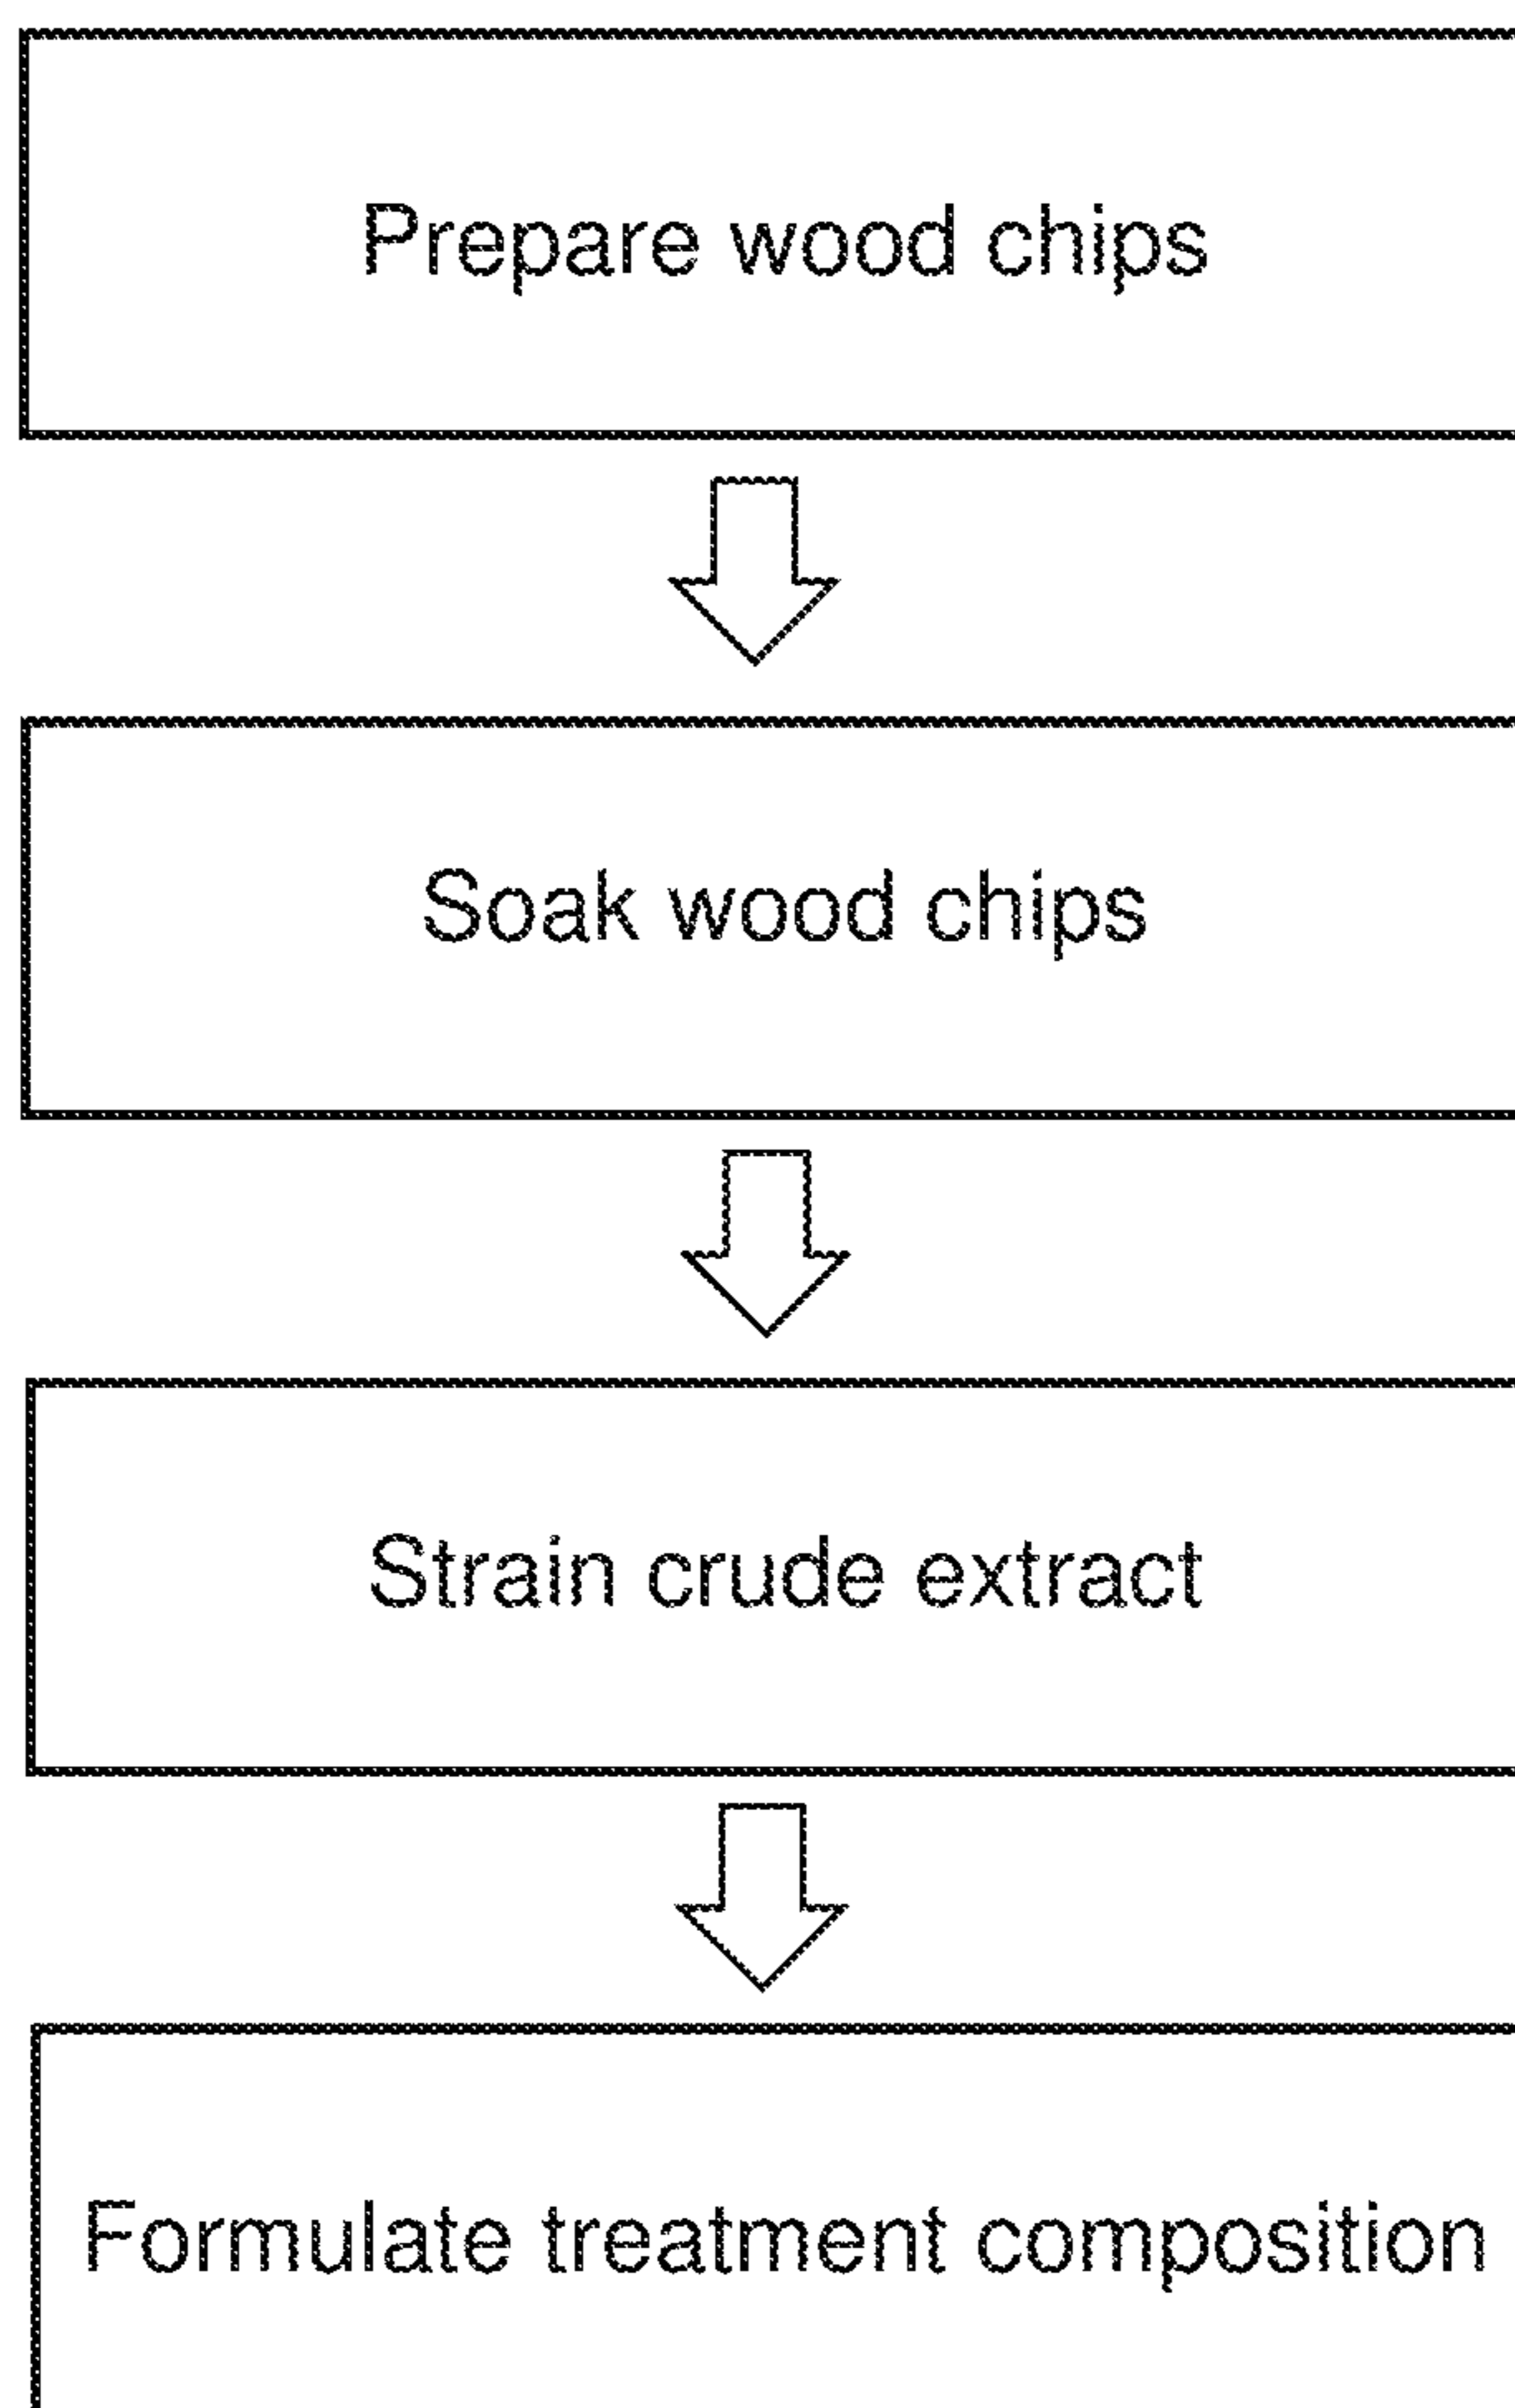 Prepare wood chips
Soak wood chips
Strain crude extract
Formulate treatment composition